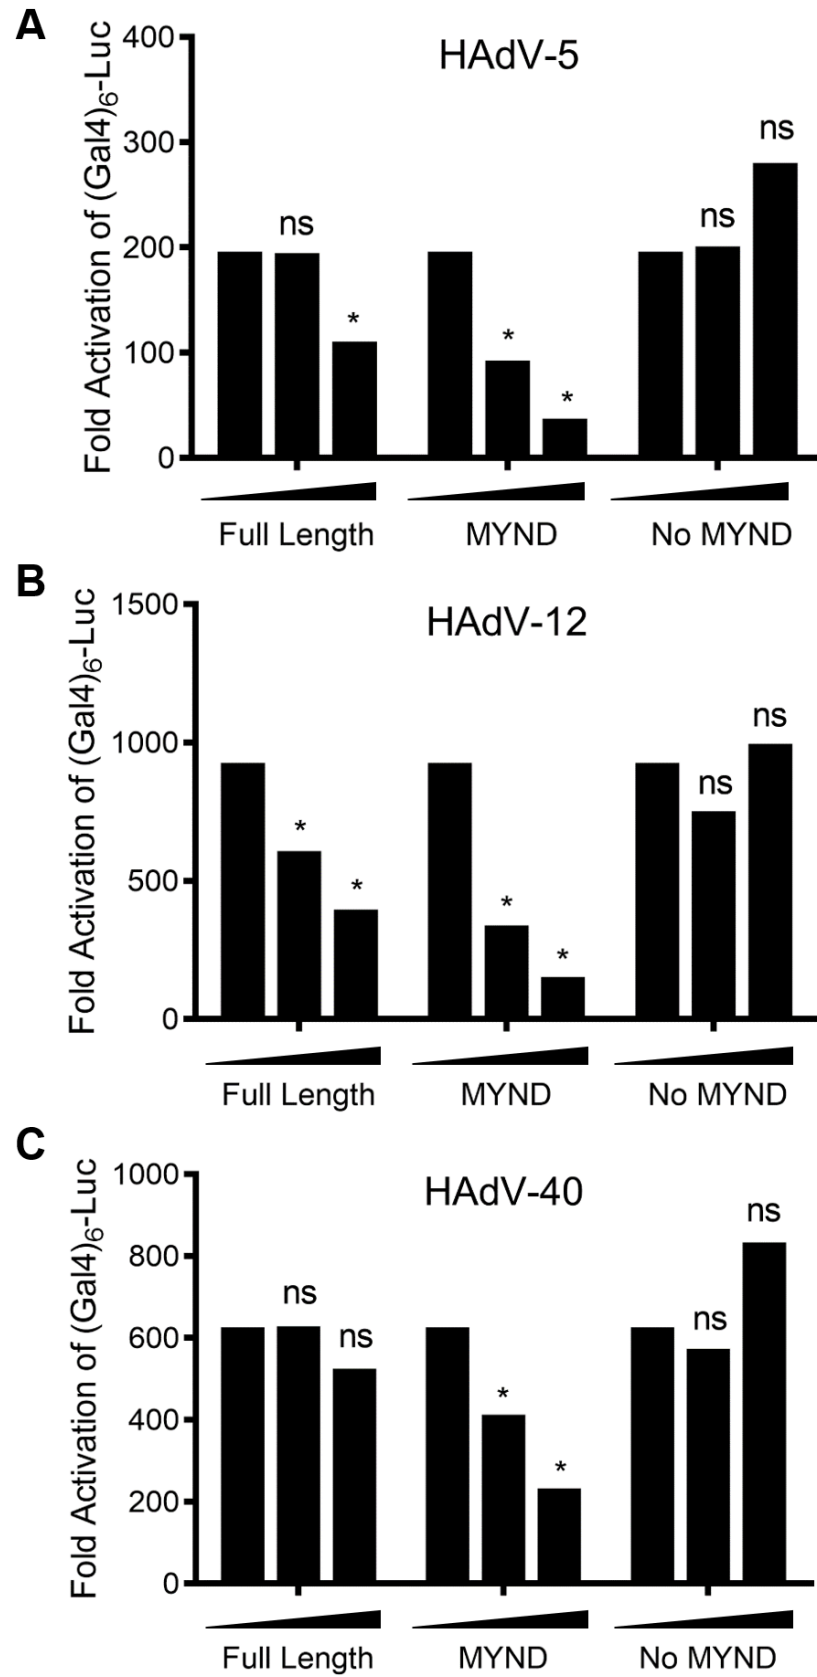 A
HAdV-5
Fold Activation of (Gal4)6-Luc
400
300
200
100
0
ns
*
*
*
ns
ns
Full Length MYND No MYND
B
HAdV-12
Fold Activation of (Gal4)6-Luc
1500
1000
500
0
*
*
*
*
ns
ns
Full Length MYND No MYND
C
HAdV-40
Fold Activation of (Gal4)6-Luc
1000
800
600
400
200
0
ns
ns
*
*
ns
ns
Full Length MYND No MYND